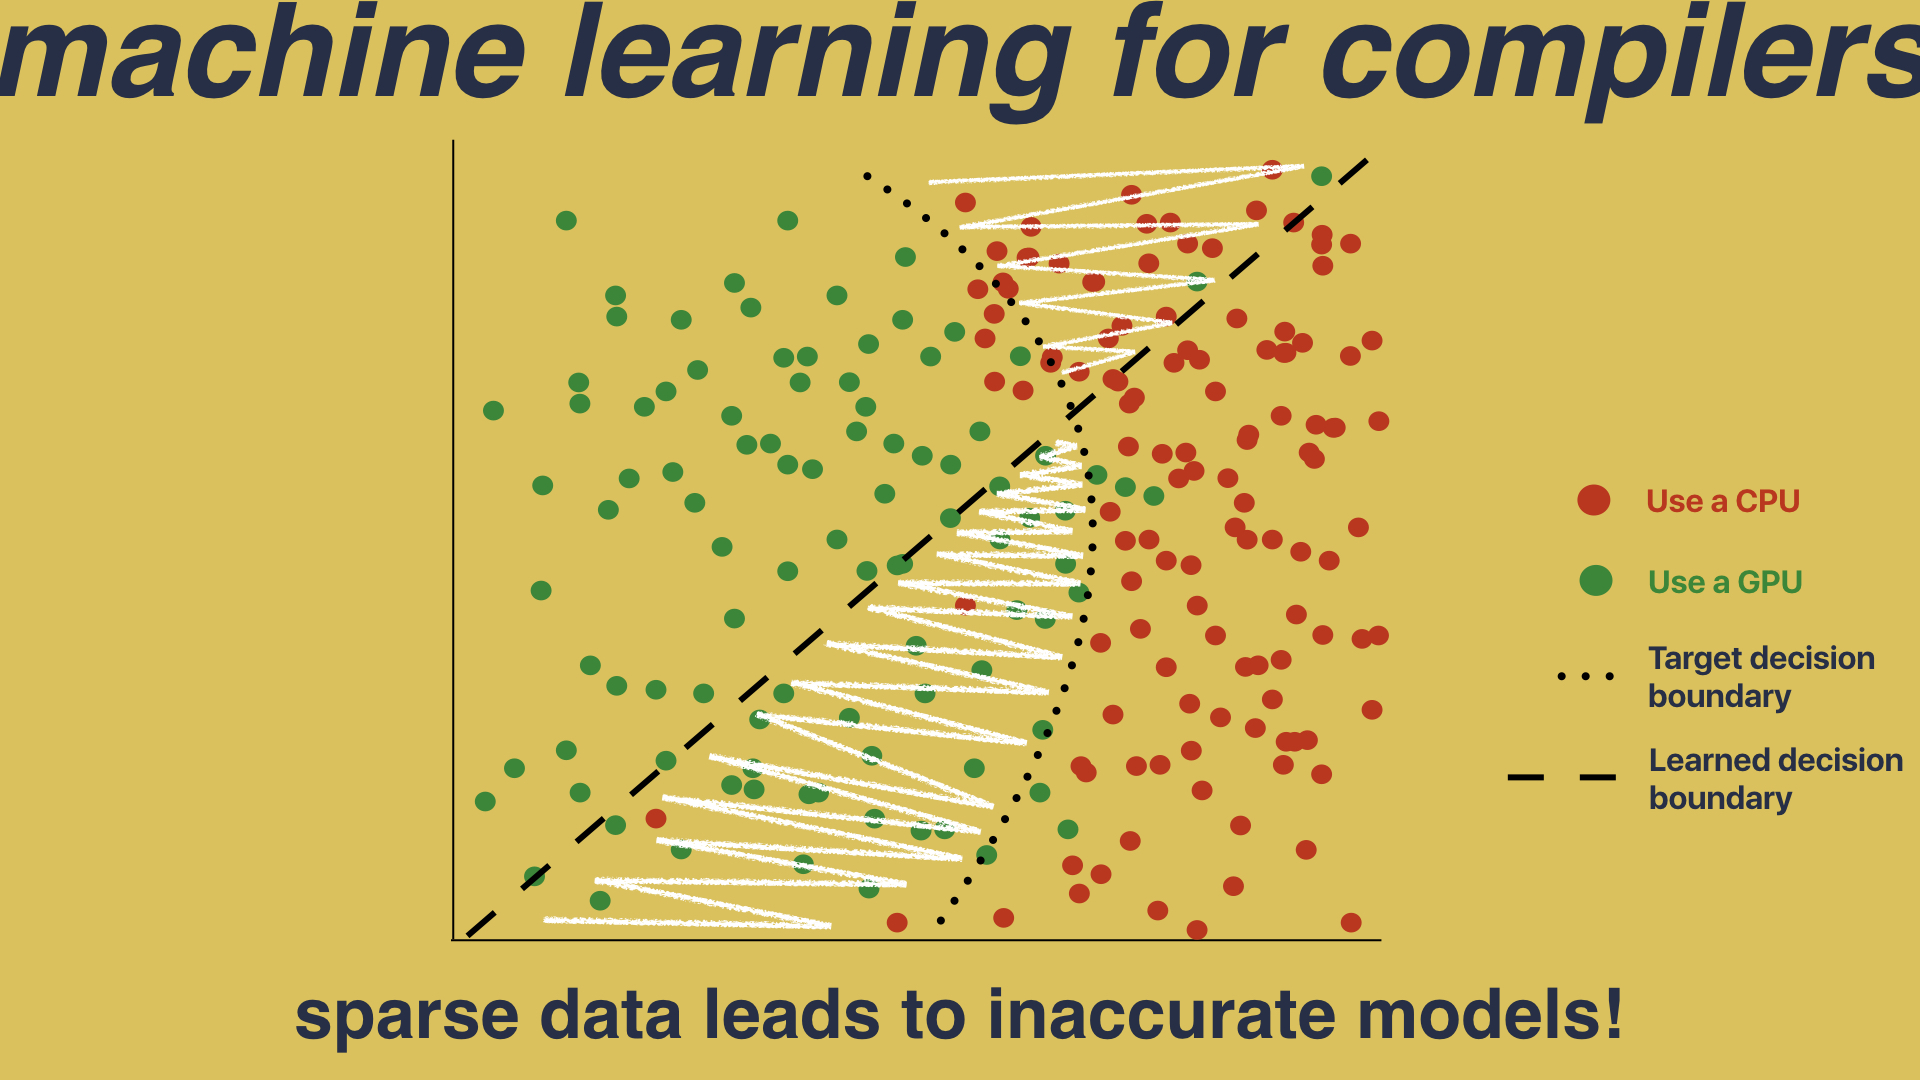 machine learning for compilers
Use a CPU
Use a GPU
Target decision
boundary
Learned decision
boundary
sparse data leads to inaccurate models!